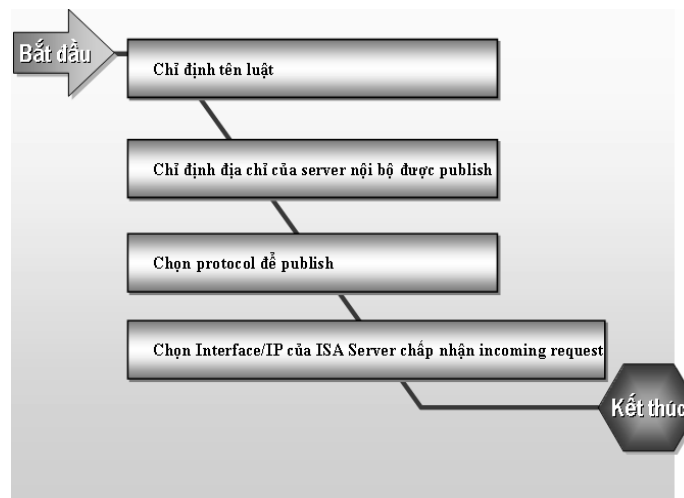 Bắt đầu
Chỉ định tên luật
Chỉ định địa chỉ của server nội bộ được publish
Chọn protocol để publish
Chọn Interface/IP của ISA Server chấp nhận incoming request
Kết thúc